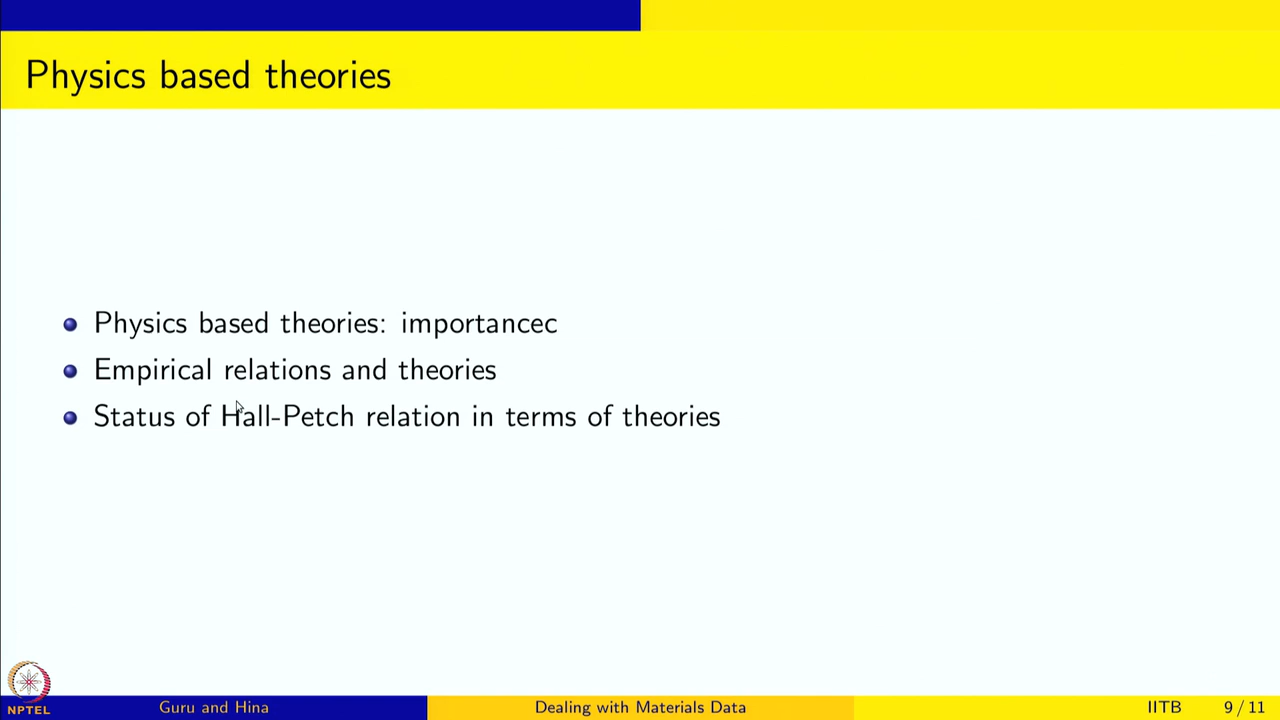 Physics based theories
Physics based theories: importancec
Empirical relations and theories
Status of Hall-Petch relation in terms of theories
NPTEL
Guru and Hina
Dealing with Materials Data
IITB
9 / 11